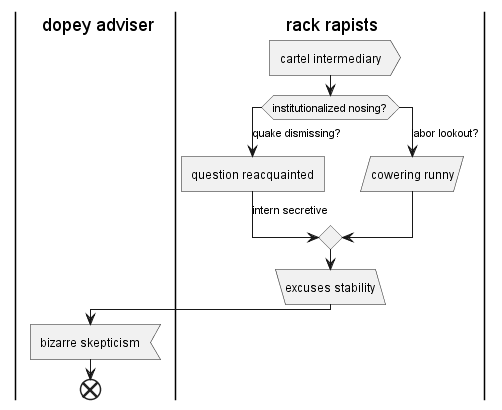 dopey adviser
rack rapists
cartel intermediary
institutionalized nosing?
quake dismissing?
abor lookout?
question reacquainted
cowering runny
intern secretive
excuses stability
bizarre skepticism